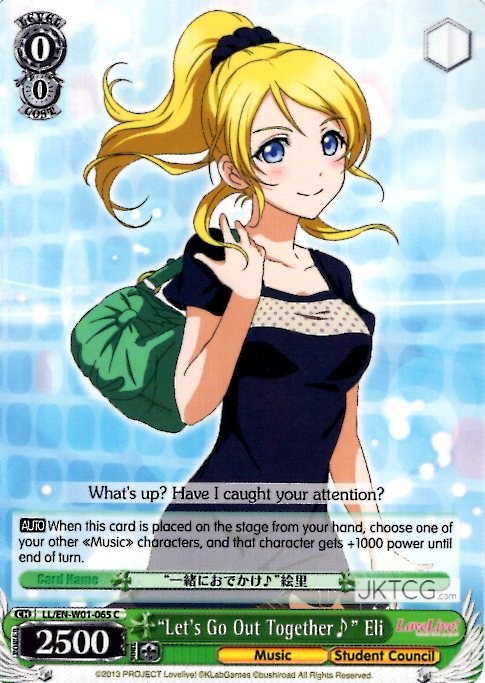 LEVEL
0
0
COST
What's up? Have I caught your attention?
AUTO When this card is placed on the stage from your hand, choose one of
your other «Music» characters, and that character gets +1000 power until
end of turn.
Card Name
“一緒におでかけ♪”絵里
JKTCG.com
CH LL/EN-W01-065 C
POWER 2500
SOUL
“Let's Go Out Together♪” Eli
LoveLive!
Music
Student Council
©2013 PROJECT Lovelive! ©KLabGames ©bushiroad All Rights Reserved.